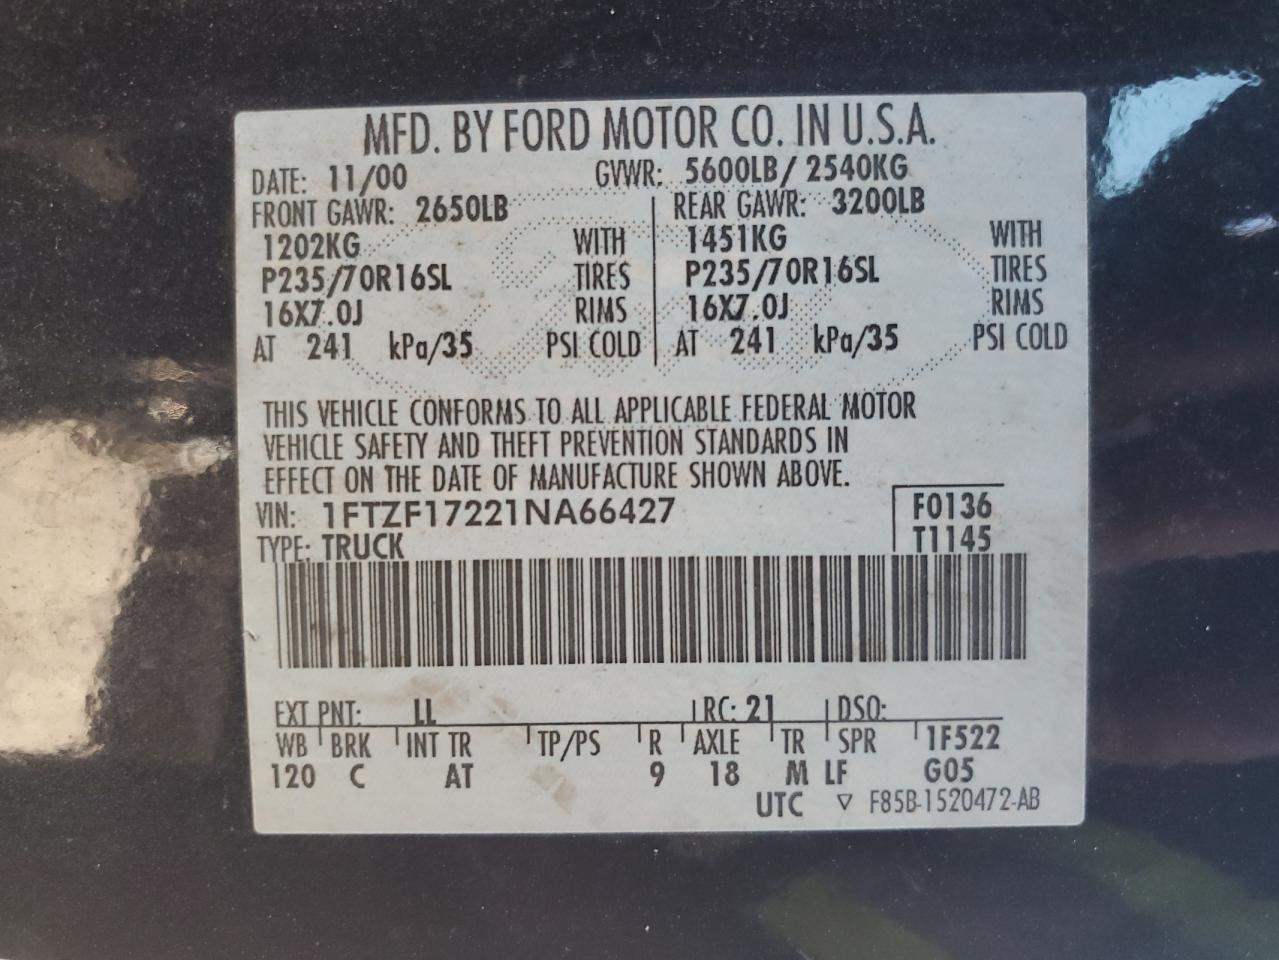 MFD. BY FORD MOTOR CO. IN U.S.A.
DATE: 11/00 GVWR: 5600LB/ 2540KG
FRONT GAWR: 2650LB REAR GAWR: 3200LB
1202KG WITH 1451KG WITH
P235/70R16SL TIRES P235/70R16SL TIRES
16X7.0J RIMS 16X7.0J RIMS
AT 241 kPa/35 PSI COLD AT 241 kPa/35 PSI COLD
THIS VEHICLE CONFORMS TO ALL APPLICABLE FEDERAL MOTOR
VEHICLE SAFETY AND THEFT PREVENTION STANDARDS IN
EFFECT ON THE DATE OF MANUFACTURE SHOWN ABOVE.
VIN: 1FTZF17221NA66427 F0136
TYPE: TRUCK T1145
EXT PNT: LL RC: 21 DSO:
WB BRK INT TR TP/PS R AXLE TR SPR 1F522
120 C AT 9 18 M LF G05
UTC ▽ F85B-1520472-AB